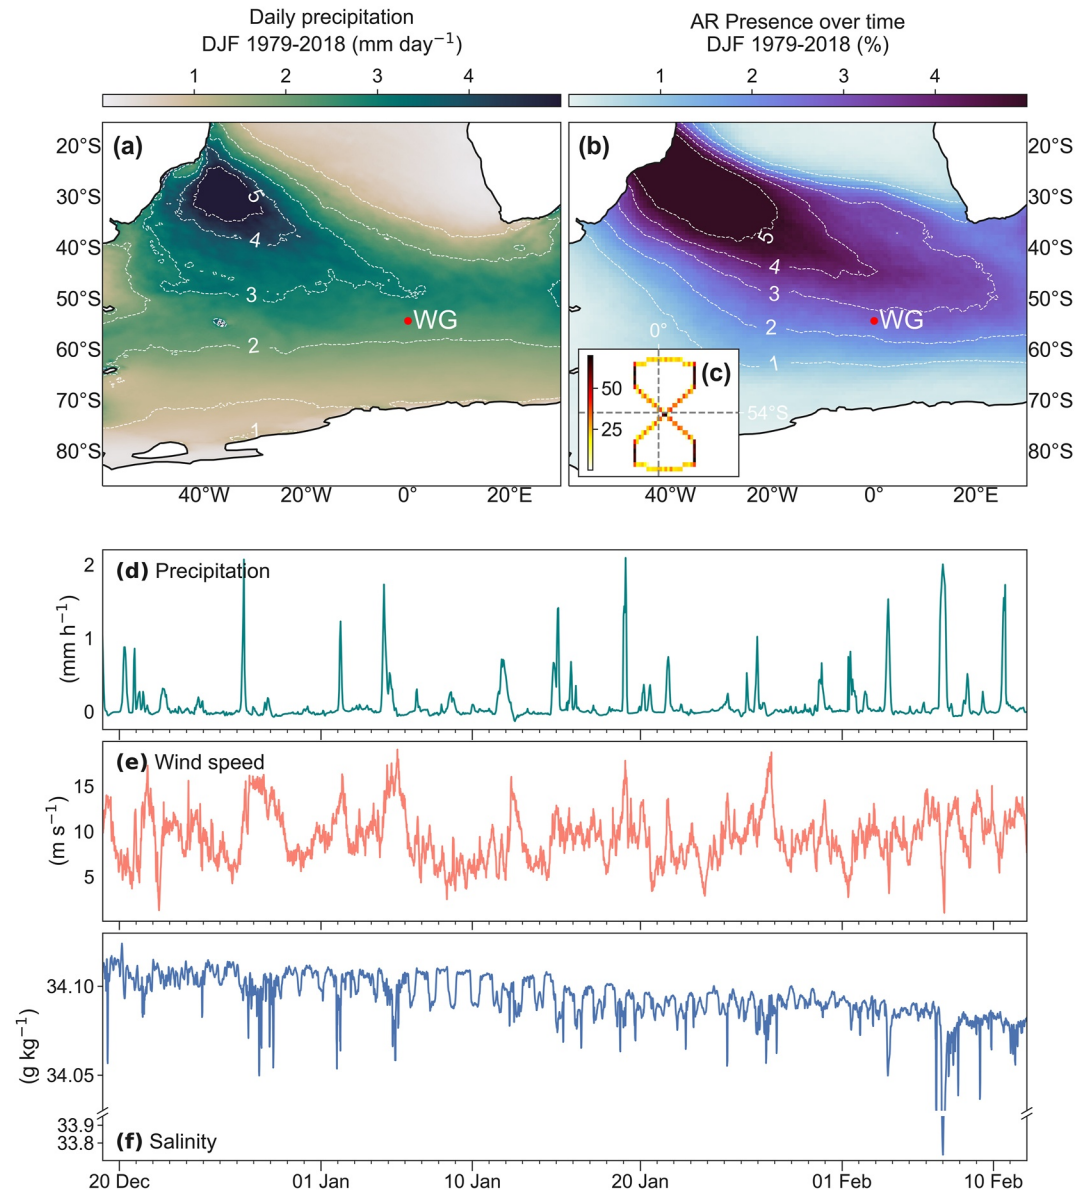 Daily precipitation
DJF 1979-2018 (mm day⁻¹)
1 2 3 4
AR Presence over time
DJF 1979-2018 (%)
1 2 3 4
(a)
20°S
30°S
40°S
50°S
60°S
70°S
80°S
5
4
3
2
1
WG
40°W 20°W 0° 20°E
(b)
5
4
3
2
1
WG
0°
54°S
(c)
50
25
20°S
30°S
40°S
50°S
60°S
70°S
80°S
40°W 20°W 0° 20°E
(d) Precipitation
(mm h⁻¹)
2
1
0
(e) Wind speed
(m s⁻¹)
15
10
5
(f) Salinity
(g kg⁻¹)
34.10
34.05
33.9
33.8
20 Dec 01 Jan 10 Jan 20 Jan 01 Feb 10 Feb